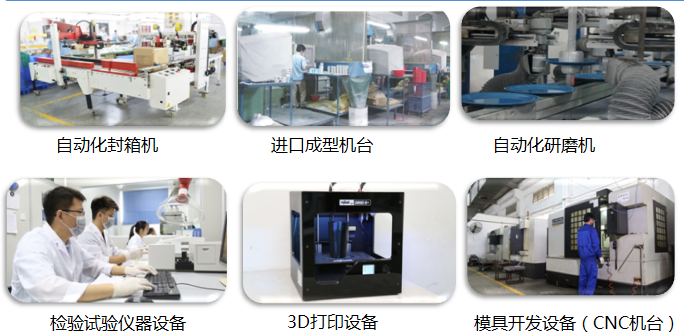 自动化封箱机
进口成型机台
自动化研磨机
检验试验仪器设备
3D打印设备
模具开发设备（CNC机台）